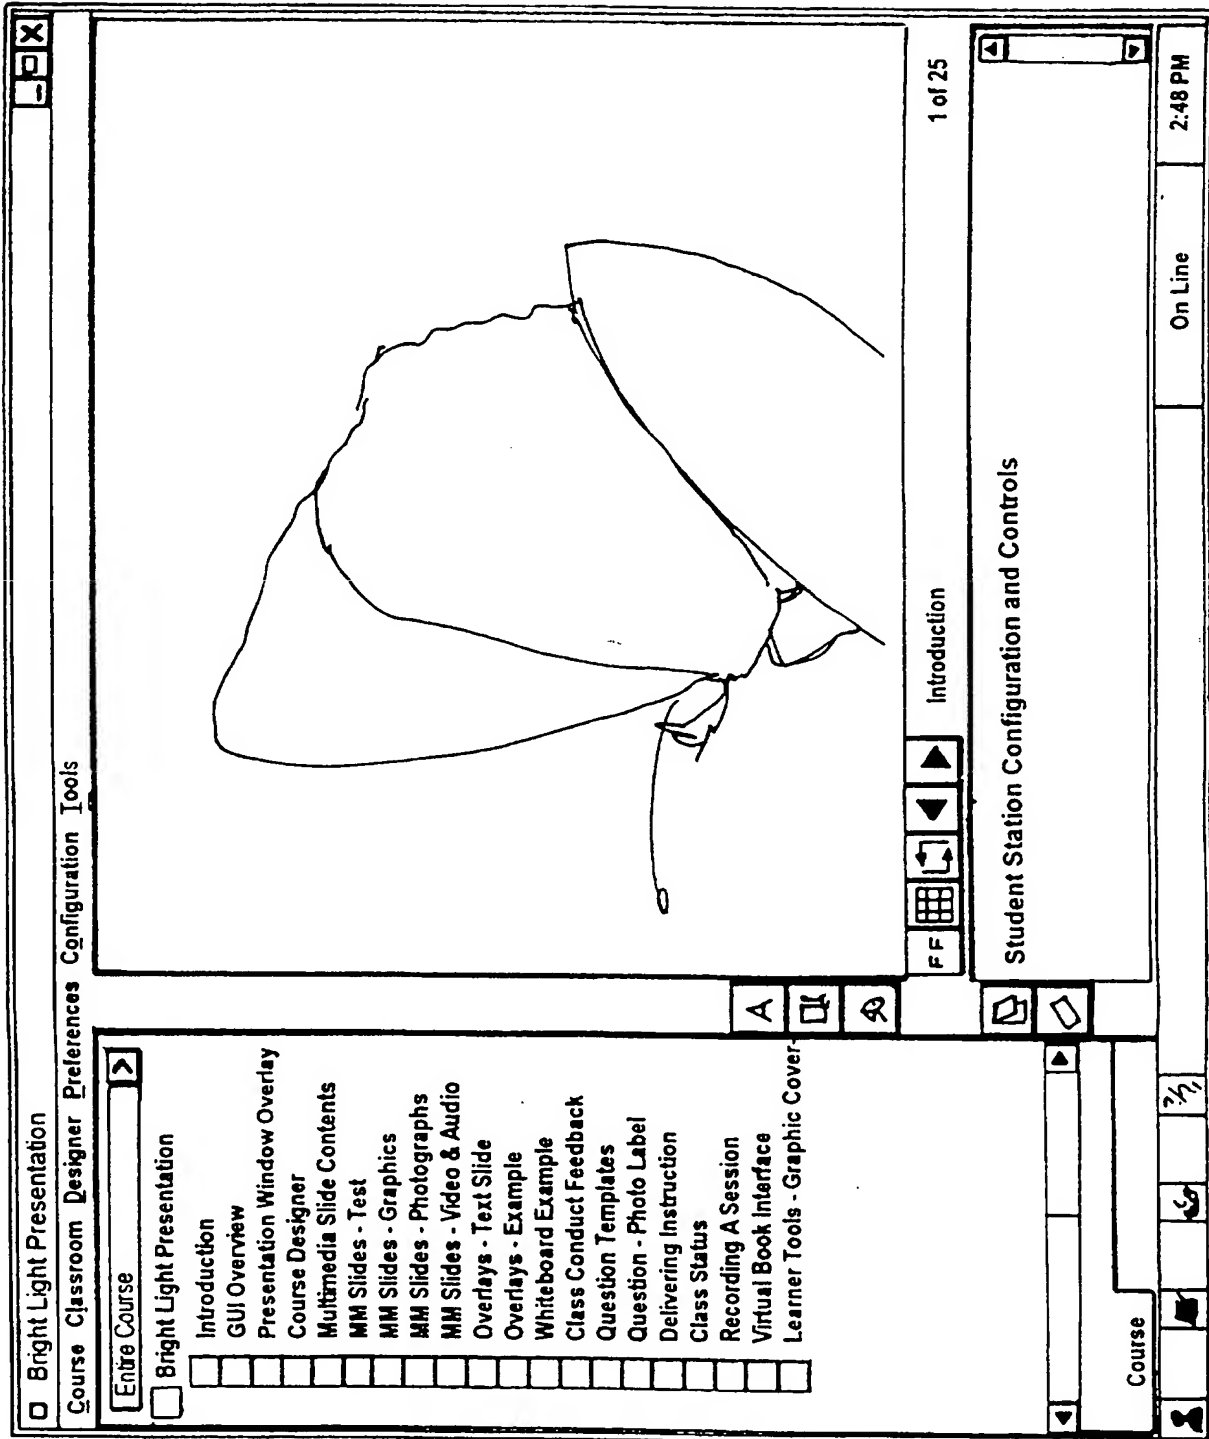 Bright Light Presentation
Course Classroom Designer Preferences Configuration Tools
Entire Course
Bright Light Presentation
Introduction
GUI Overview
Presentation Window Overlay
Course Designer
Multimedia Slide Contents
MM Slides - Test
MM Slides - Graphics
MM Slides - Photographs
MM Slides - Video & Audio
Overlays - Text Slide
Overlays - Example
Whiteboard Example
Class Conduct Feedback
Question Templates
Question - Photo Label
Delivering Instruction
Class Status
Recording A Session
Virtual Book Interface
Learner Tools - Graphic Cover-
Course
A
F F
Introduction
1 of 25
Student Station Configuration and Controls
On Line
2:48 PM